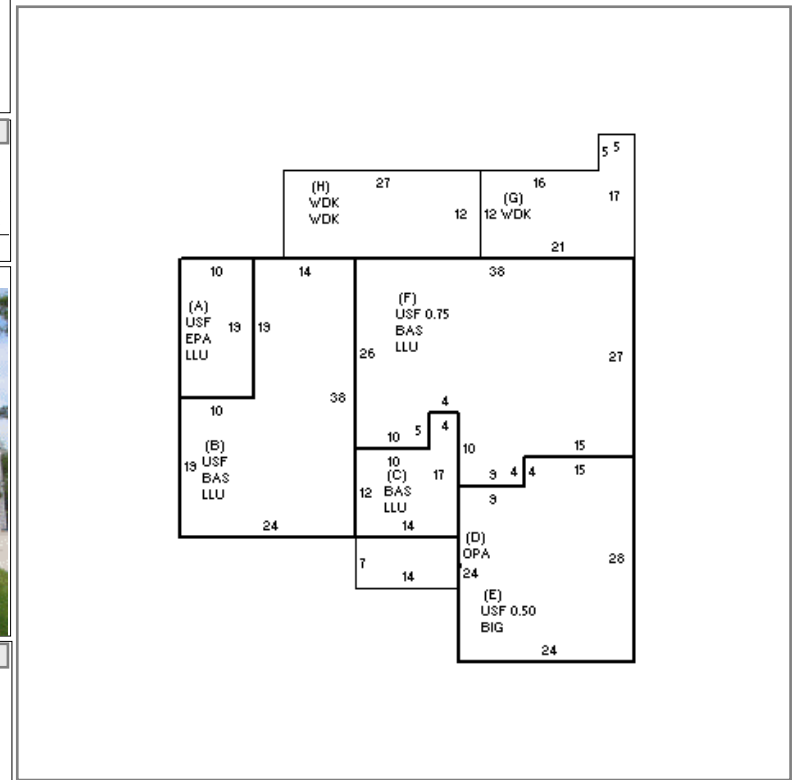 5 5
27
16
17
(H)
WDK
WDK
(G)
12
12 WDK
21
10
14
38
(A)
USF
EPA
LLU
19
19
(F)
USF 0.75
BAS
LLU
26
27
38
4
10
4
10
5
15
(B)
USF
BAS
LLU
19
10
17
10
9
4
4
15
(C)
BAS
LLU
12
9
24
14
(D)
OPA
7
24
28
14
(E)
USF 0.50
BIG
24